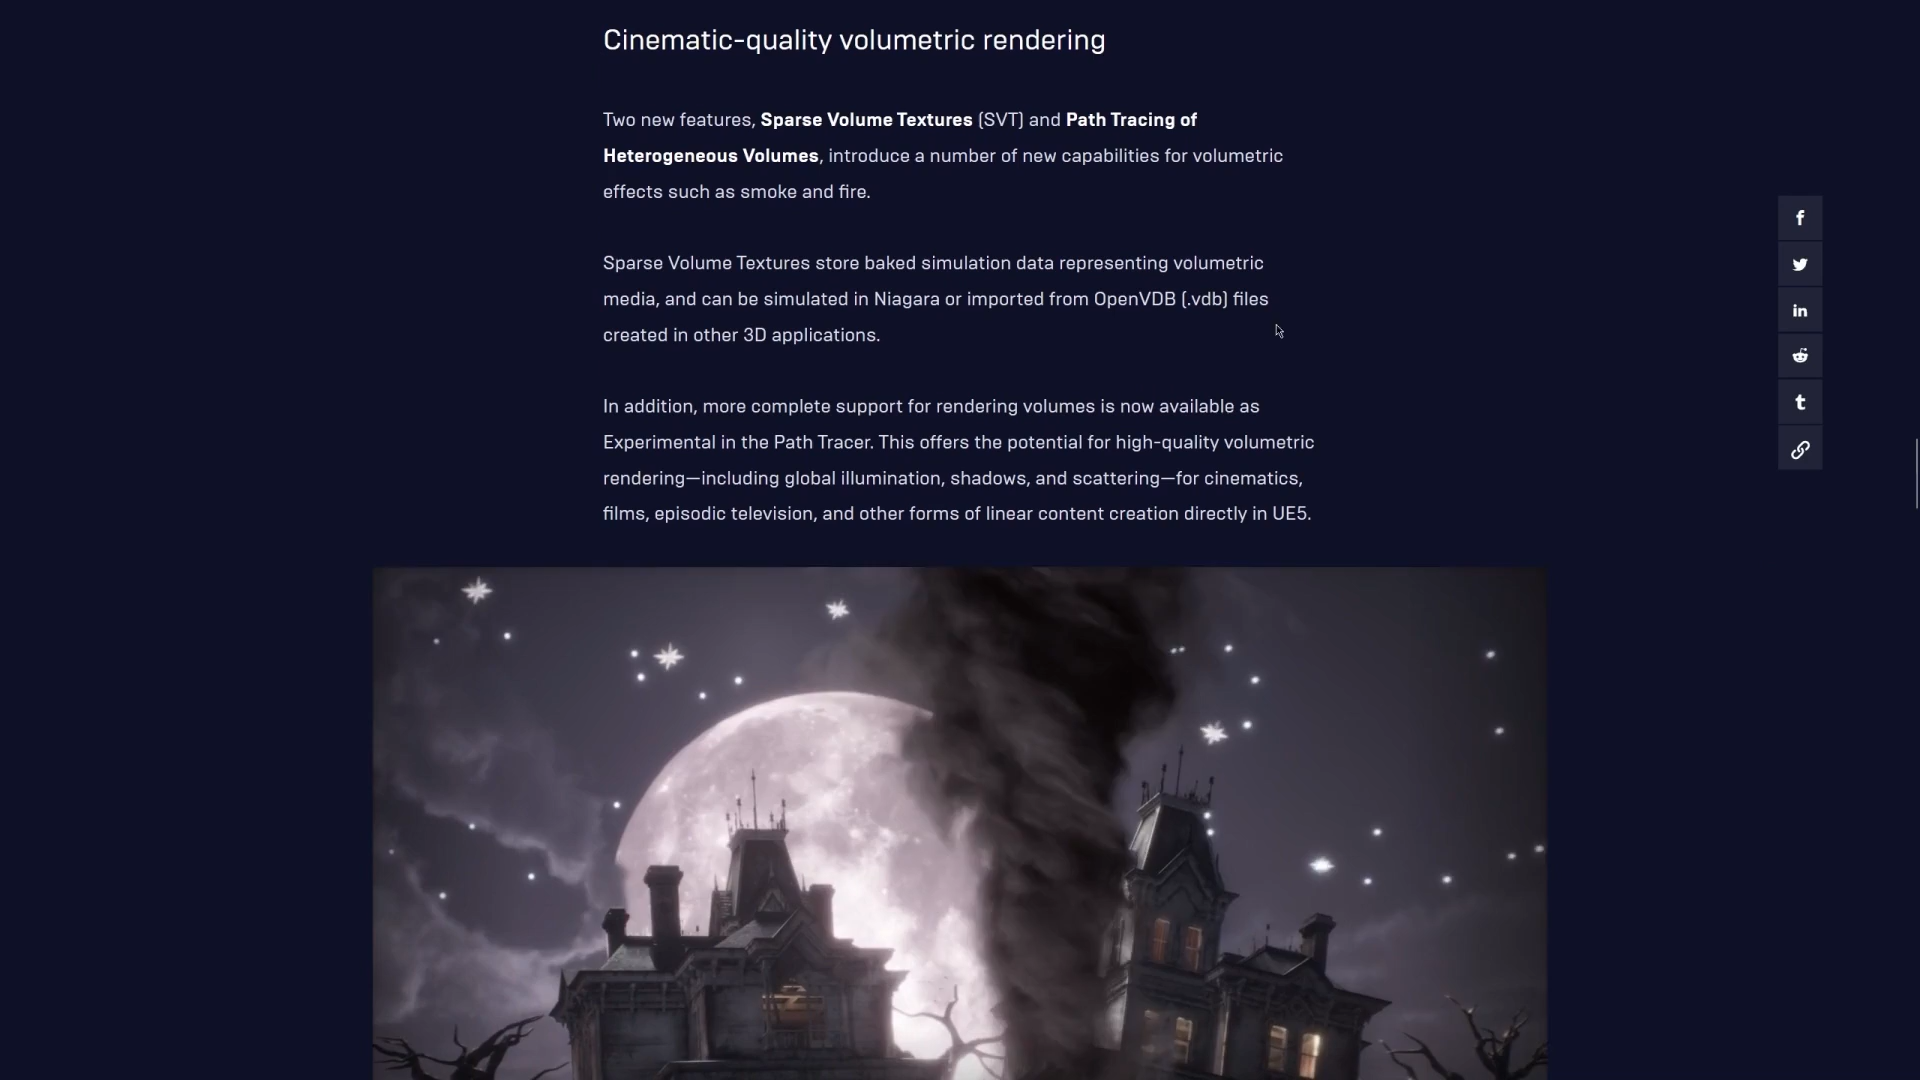 Cinematic-quality volumetric rendering
Two new features, Sparse Volume Textures (SVT) and Path Tracing of
Heterogeneous Volumes, introduce a number of new capabilities for volumetric
effects such as smoke and fire.
Sparse Volume Textures store baked simulation data representing volumetric
media, and can be simulated in Niagara or imported from OpenVDB (.vdb) files
created in other 3D applications.
In addition, more complete support for rendering volumes is now available as
Experimental in the Path Tracer. This offers the potential for high-quality volumetric
rendering—including global illumination, shadows, and scattering—for cinematics,
films, episodic television, and other forms of linear content creation directly in UE5.